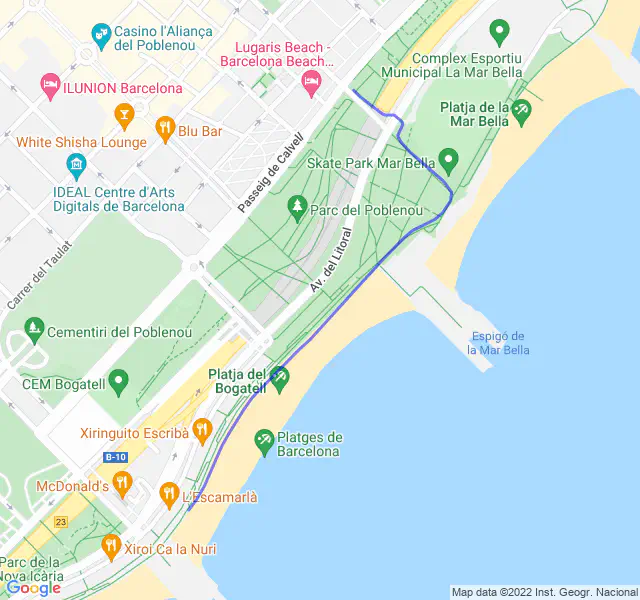 Casino l'Aliança
del Poblenou
Lugaris Beach -
Barcelona Beach...
Complex Esportiu
Municipal La Mar Bella
ILUNION Barcelona
Platja de la
Mar Bella
White Shisha Lounge
Blu Bar
Passeig de Calvell
Skate Park Mar Bella
IDEAL Centre d'Arts
Digitals de Barcelona
Parc del Poblenou
Carrer del Taulat
Av. del Litoral
Cementiri del Poblenou
Espigó de
la Mar Bella
CEM Bogatell
Platja del
Bogatell
Xiringuito Escribà
Platges de
Barcelona
B-10
McDonald's
L'Escamarlà
23
Xiroi Ca la Nuri
Parc de la
Nova Icària
Google
Map data ©2022 Inst. Geogr. Nacional